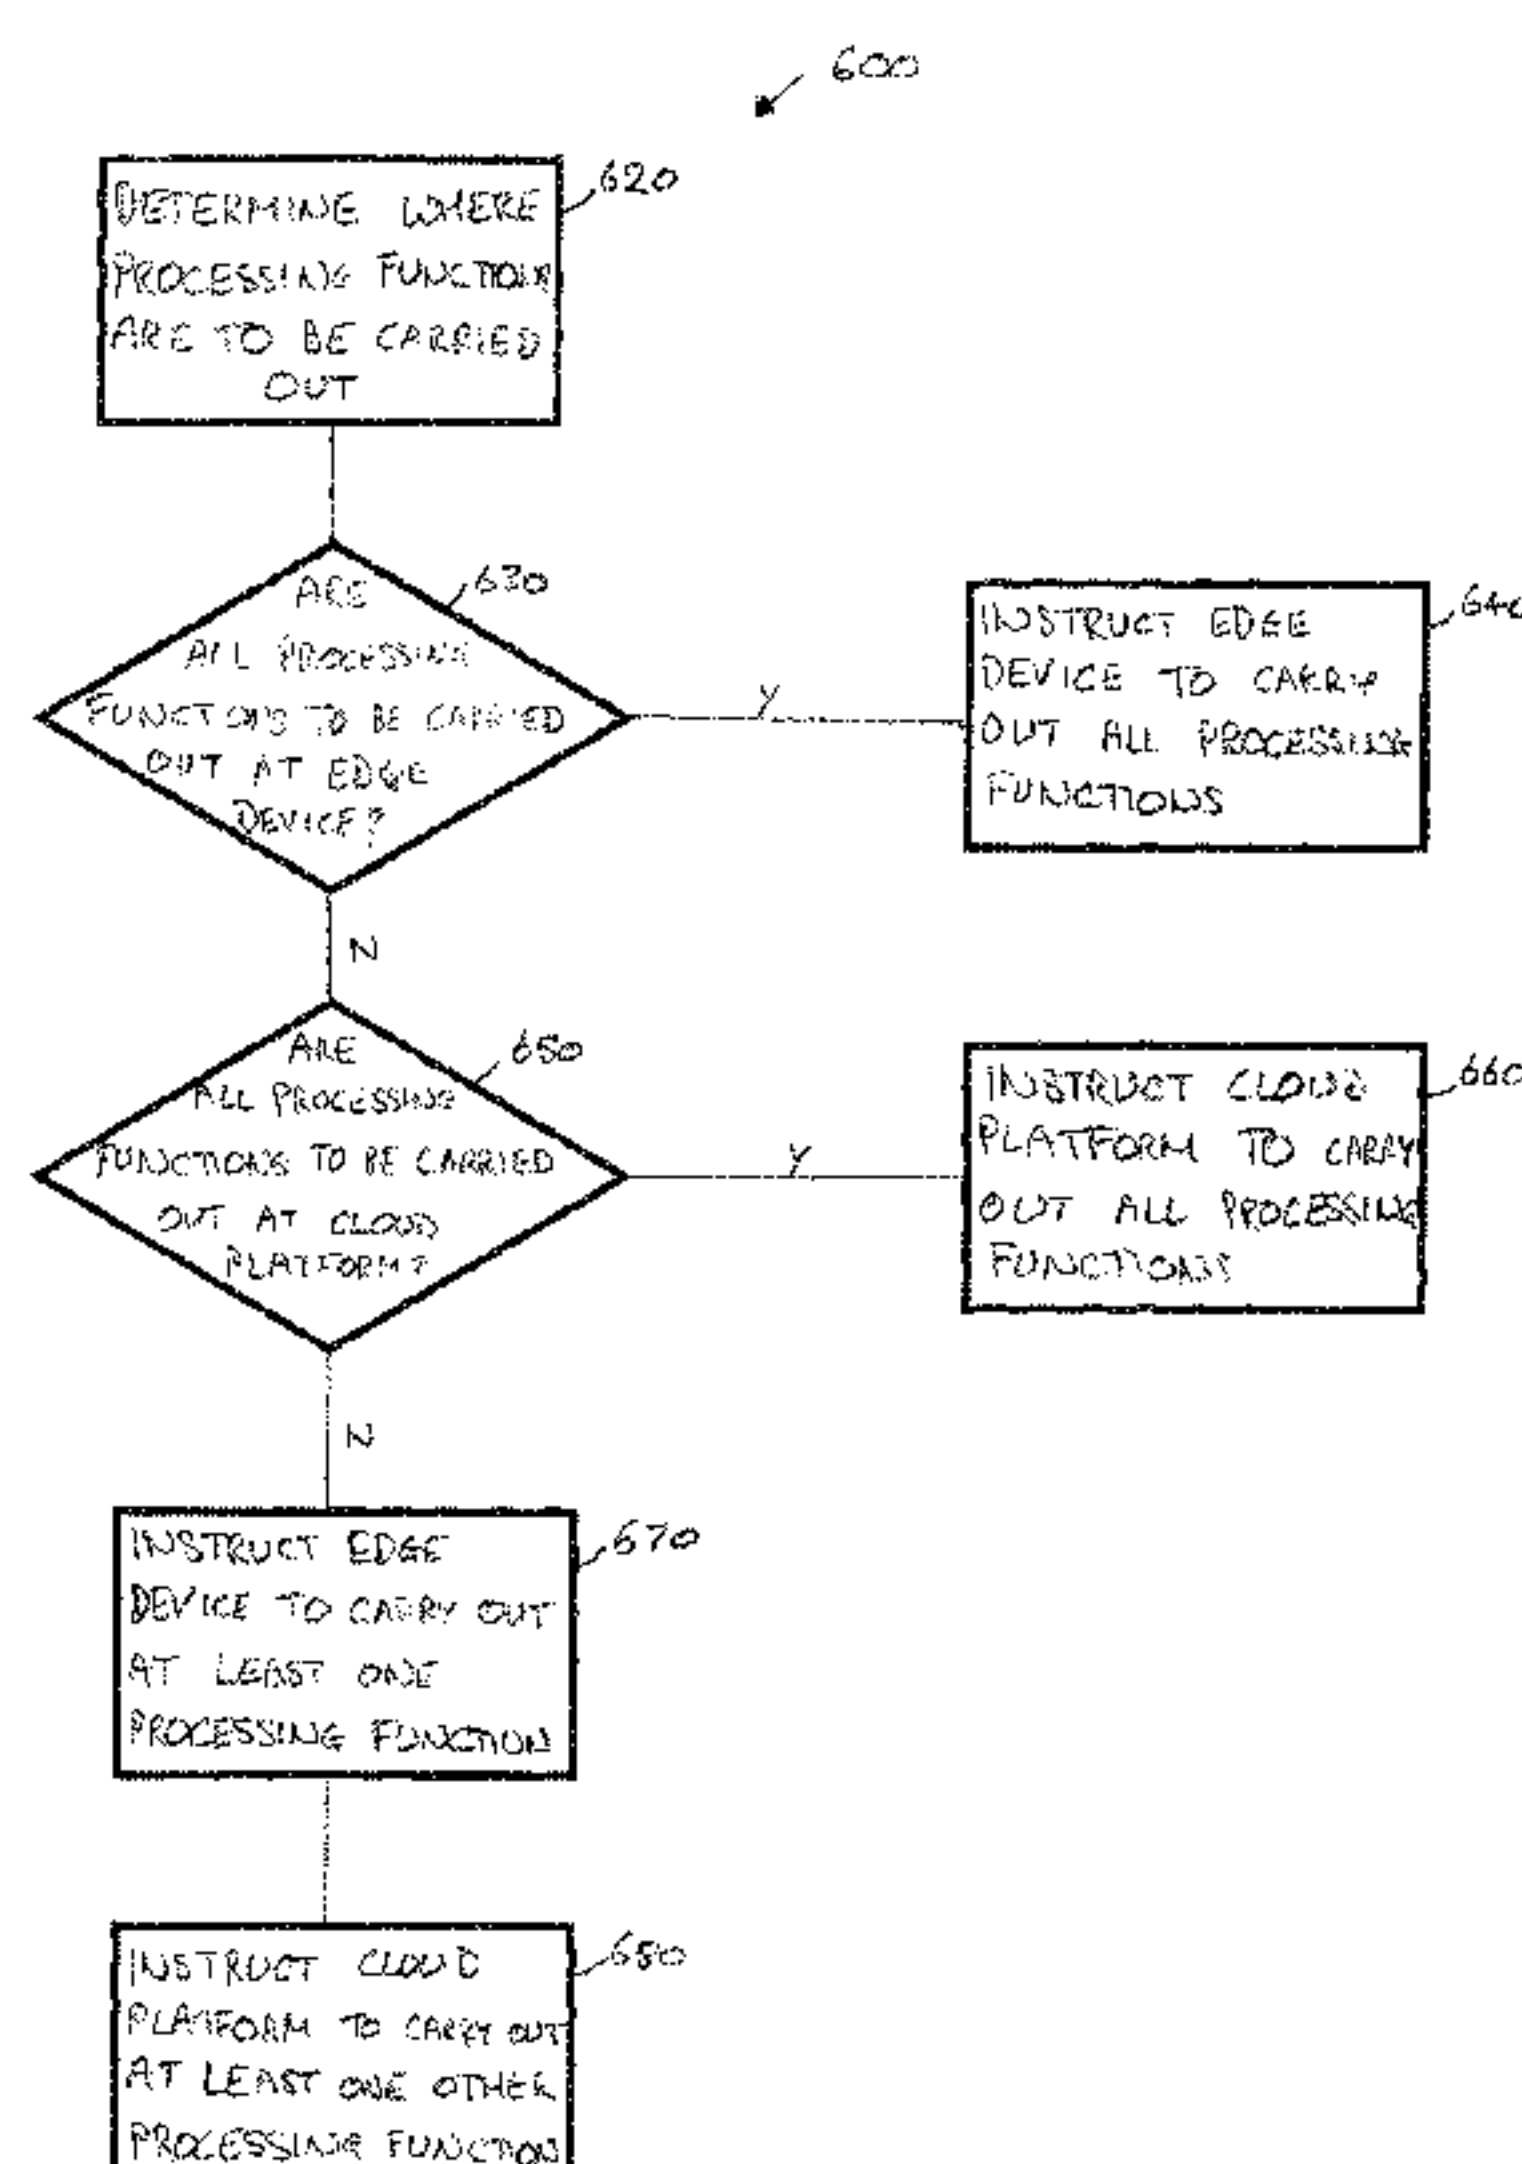 600
DETERMINE WHERE
620
PROCESSING FUNCTIONS
ARE TO BE CARRIED
OUT
ARE
630
ALL PROCESSING
FUNCTIONS TO BE CARRIED
OUT AT EDGE
DEVICE?
Y
INSTRUCT EDGE
DEVICE TO CARRY
OUT ALL PROCESSING
FUNCTIONS
640
N
ARE
650
ALL PROCESSING
FUNCTIONS TO BE CARRIED
OUT AT CLOUD
PLATFORM?
Y
INSTRUCT CLOUD
660
PLATFORM TO CARRY
OUT ALL PROCESSING
FUNCTIONS
N
INSTRUCT EDGE
670
DEVICE TO CARRY OUT
AT LEAST ONE
PROCESSING FUNCTION
INSTRUCT CLOUD
680
PLATFORM TO CARRY OUT
AT LEAST ONE OTHER
PROCESSING FUNCTION